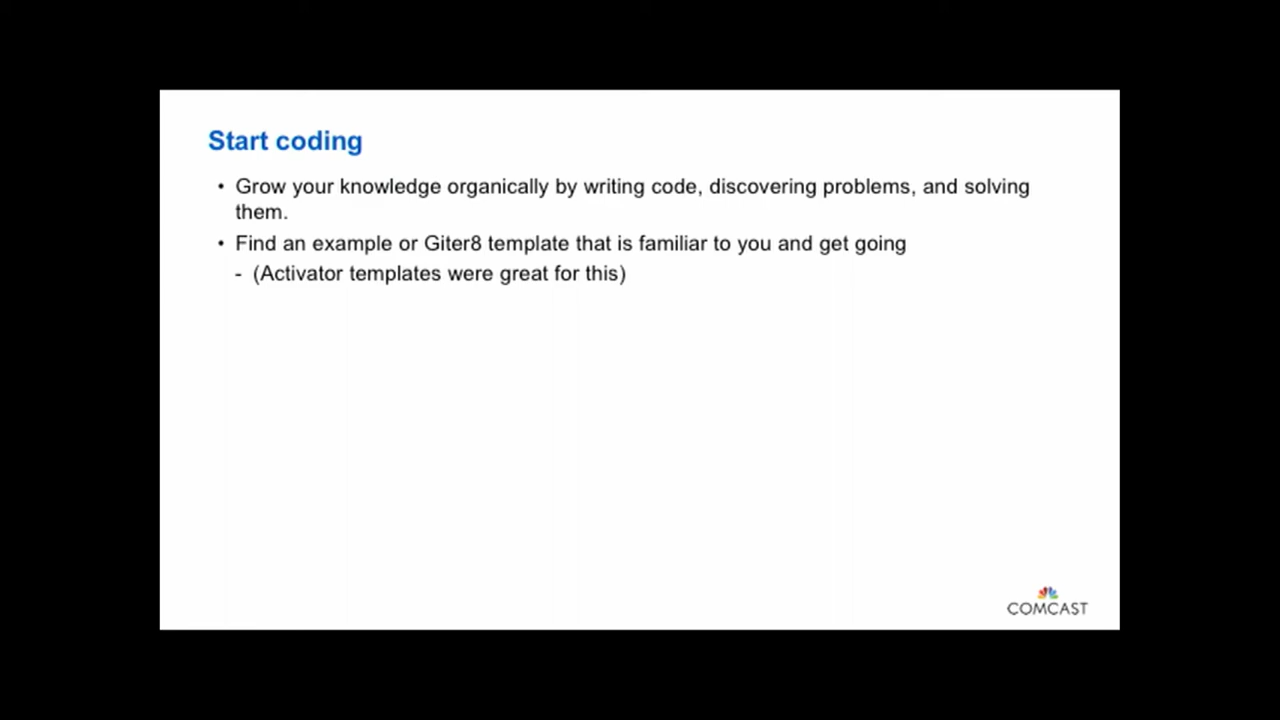 Start coding
• Grow your knowledge organically by writing code, discovering problems, and solving
them.
• Find an example or Giter8 template that is familiar to you and get going
- (Activator templates were great for this)
COMCAST